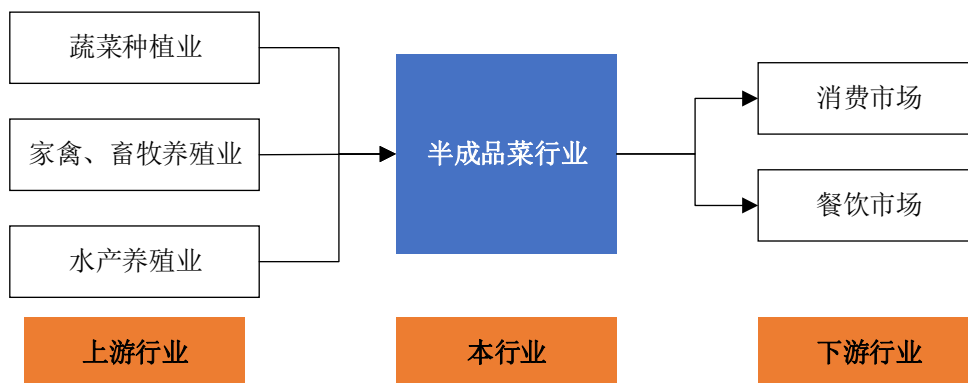 蔬菜种植业
家禽、畜牧养殖业
水产养殖业
半成品菜行业
消费市场
餐饮市场
上游行业
本行业
下游行业